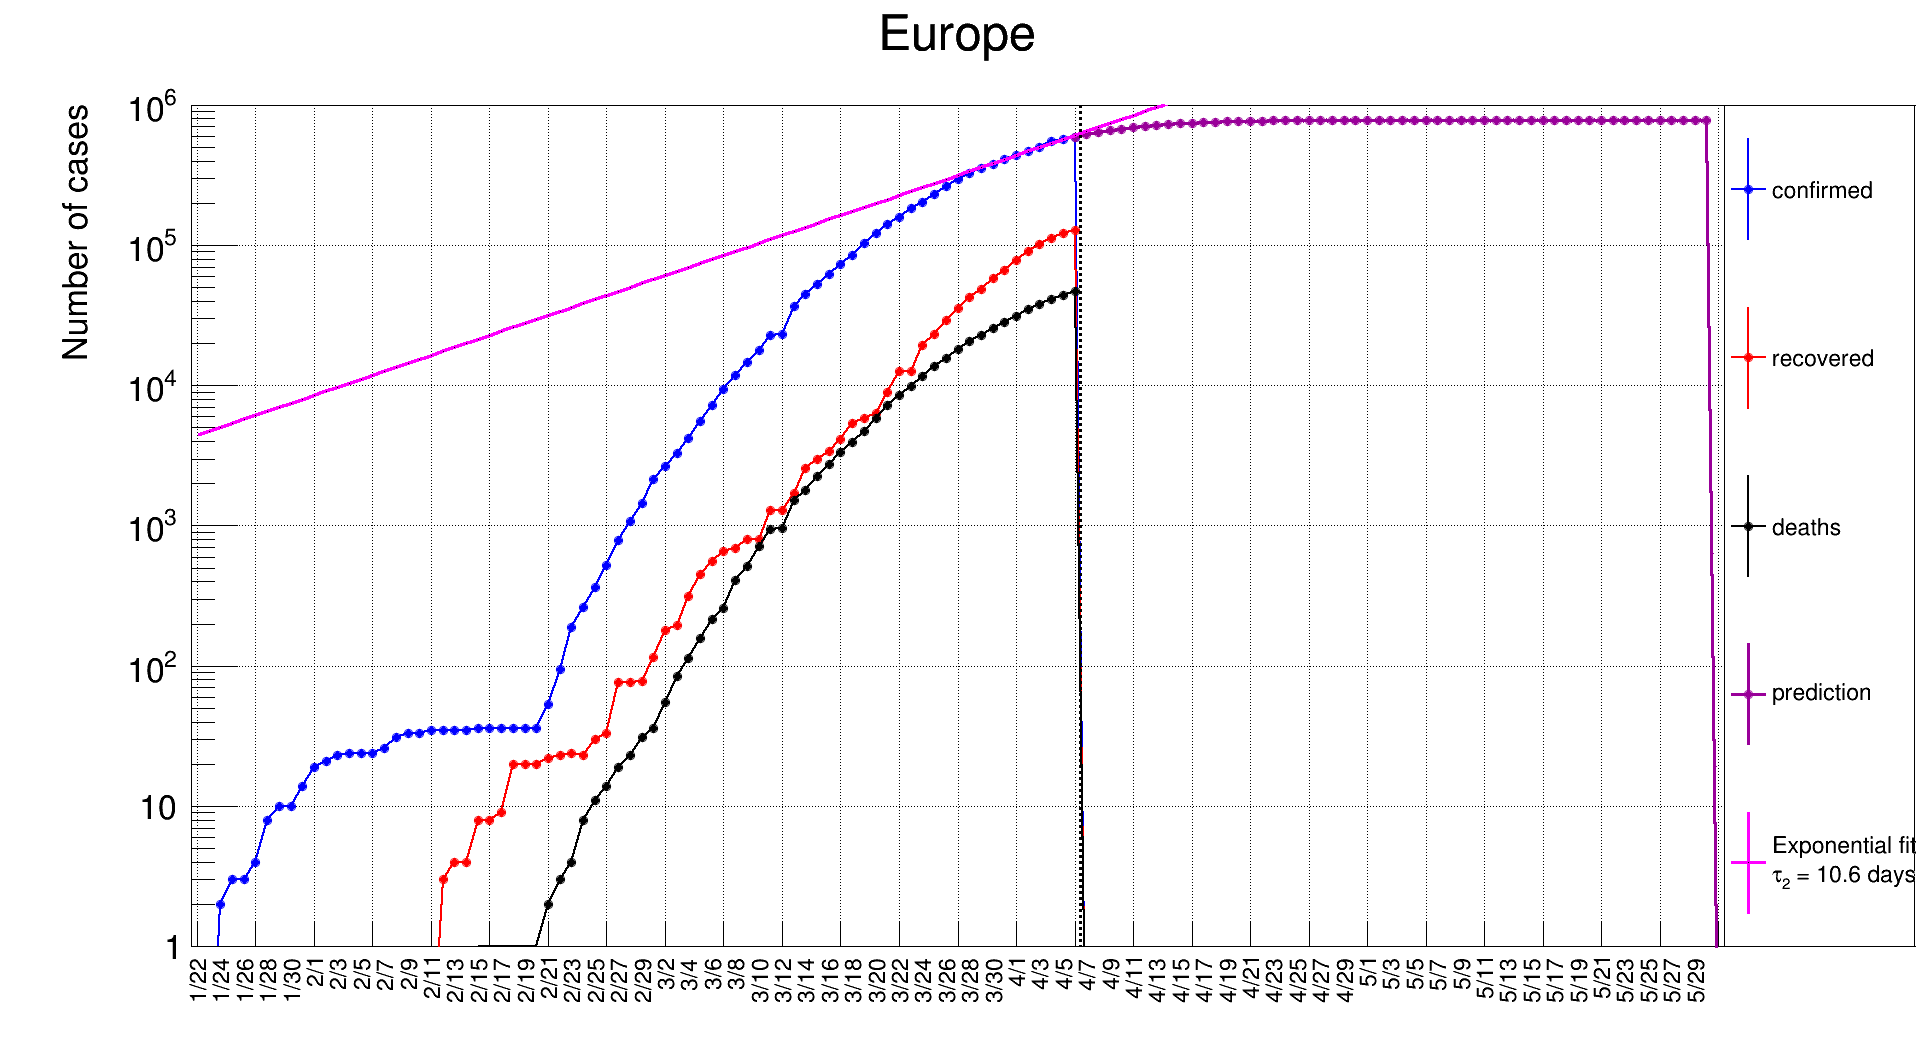 Europe
Number of cases
10^6
10^5
10^4
10^3
10^2
10
1
1/22 1/24 1/26 1/28 1/30 2/1 2/3 2/5 2/7 2/9 2/11 2/13 2/15 2/17 2/19 2/21 2/23 2/25 2/27 2/29 3/2 3/4 3/6 3/8 3/10 3/12 3/14 3/16 3/18 3/20 3/22 3/24 3/26 3/28 3/30 4/1 4/3 4/5 4/7 4/9 4/11 4/13 4/15 4/17 4/19 4/21 4/23 4/25 4/27 4/29 5/1 5/3 5/5 5/7 5/9 5/11 5/13 5/15 5/17 5/19 5/21 5/23 5/25 5/27 5/29
confirmed
recovered
deaths
prediction
Exponential fit
τ₂ = 10.6 days